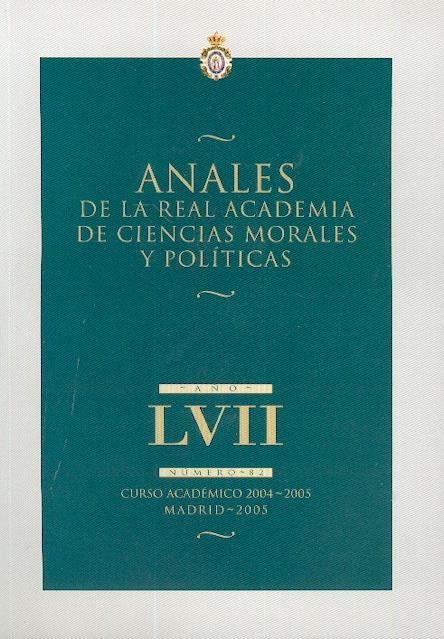 ANALES
DE LA REAL ACADEMIA
DE CIENCIAS MORALES
Y POLÍTICAS
~AÑO~
LVII
NÚMERO~82
CURSO ACADÉMICO 2004~2005
MADRID~2005